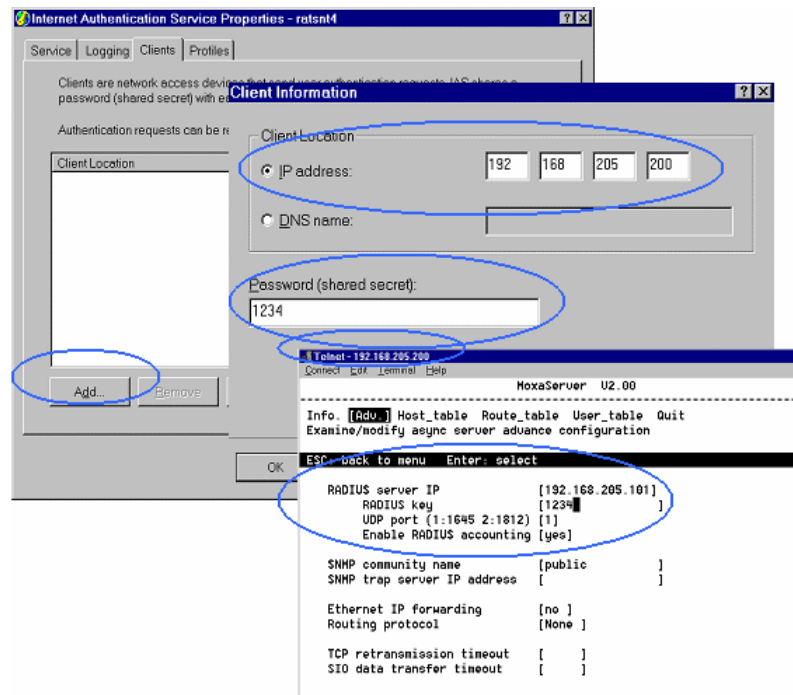 Internet Authentication Service Properties - ratsnt4
Service Logging Clients Profiles
Clients are network access devices that send user authentication requests. IAS shares a
password (shared secret) with
Authentication requests can be
Client Location
Add...
Remove
OK
Client Information
Client Location
IP address: 192 168 205 200
DNS name:
Password (shared secret):
1234
Telnet - 192.168.205.200
Connect Edit Terminal Help
MoxaServer V2.00
Info. [Adv.] Host_table Route_table User_table Quit
Examine/modify async server advance configuration
ESC: back to menu Enter: select
RADIUS server IP [192.168.205.101]
RADIUS key [1234 ]
UDP port (1:1645 2:1812) [1]
Enable RADIUS accounting [yes]
SNMP community name [public ]
SNMP trap server IP address [ ]
Ethernet IP forwarding [no ]
Routing protocol [None ]
TCP retransmission timeout [ ]
SIO data transfer timeout [ ]